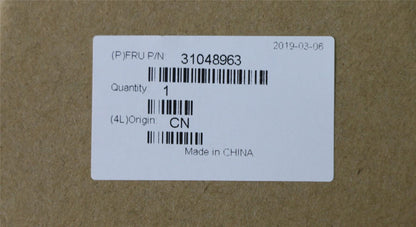 2019-03-06
(P)FRU P/N 31048963
Quantity 1
(4L)Origin CN
Made in CHINA